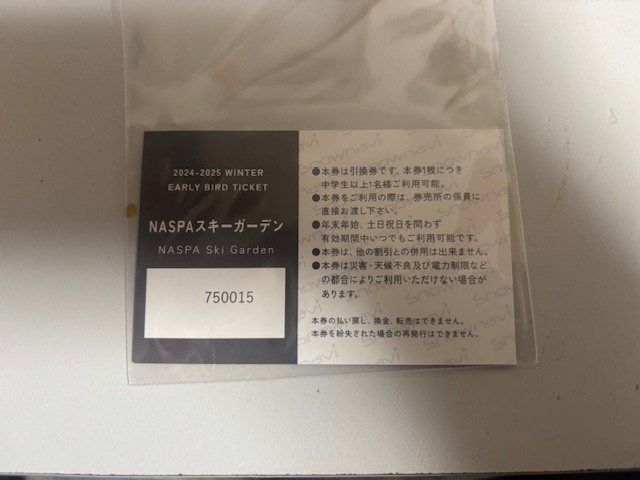 2024-2025 WINTER
EARLY BIRD TICKET
NASPAスキーガーデン
NASPA Ski Garden
750015
●本券は引換券です。本券1枚につき
中学生以上1名様ご利用可能。
●本券をご利用の際は、券売所の係員に
直接お渡し下さい。
●年末年始、土日祝日を問わず
有効期間中いつでもご利用可能です。
●本券は、他の割引との併用は出来ません。
●本券は災害・天候不良及び電力制限など
の都合によりご利用いただけない場合が
あります。
本券の払い戻し、換金、転売はできません。
本券を紛失された場合の再発行はできません。
snownavi